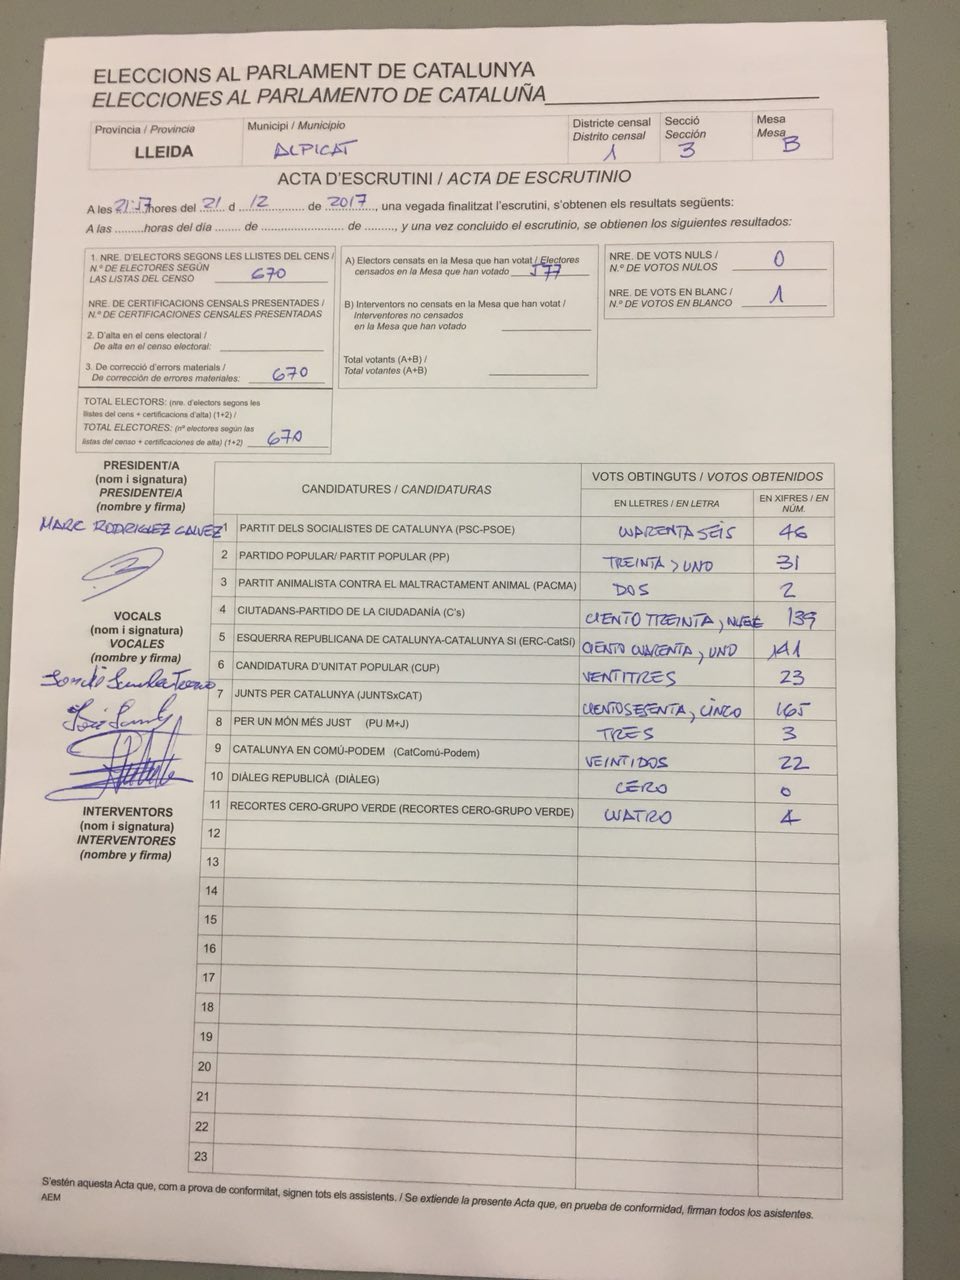 ELECCIONS AL PARLAMENT DE CATALUNYA
ELECCIONES AL PARLAMENTO DE CATALUÑA
Província / Provincia
LLEIDA
Municipi / Municipio
ALPICAT
Districte censal
Distrito censal
1
Secció
Sección
3
Mesa
Mesa
B
ACTA D'ESCRUTINI / ACTA DE ESCRUTINIO
A les 21:17 hores del 21 d 12 de 2017, una vegada finalitzat l'escrutini, s'obtenen els resultats següents:
A las .........horas del día ....... de ............................ de ........., y una vez concluido el escrutinio, se obtienen los siguientes resultados:
1. NRE. D'ELECTORS SEGONS LES LLISTES DEL CENS /
N.º DE ELECTORES SEGÚN
LAS LISTAS DEL CENSO 670
NRE. DE CERTIFICACIONS CENSALS PRESENTADES /
N.º DE CERTIFICACIONES CENSALES PRESENTADAS
2. D'alta en el cens electoral /
De alta en el censo electoral:
3. De correcció d'errors materials /
De corrección de errores materiales: 670
TOTAL ELECTORS: (nre. d'electors segons les
llistes del cens + certificacions d'alta) (1+2) /
TOTAL ELECTORES: (nº electores según las
listas del censo + certificaciones de alta) (1+2) 670
A) Electors censats en la Mesa que han votat / Electores
censados en la Mesa que han votado 577
B) Interventors no censats en la Mesa que han votat /
Interventores no censados
en la Mesa que han votado
Total votants (A+B) /
Total votantes (A+B)
NRE. DE VOTS NULS /
N.º DE VOTOS NULOS 0
NRE. DE VOTS EN BLANC /
N.º DE VOTOS EN BLANCO 1
PRESIDENT/A
(nom i signatura)
PRESIDENTE/A
(nombre y firma)
MARC RODRIGUEZ GALVEZ
VOCALS
(nom i signatura)
VOCALES
(nombre y firma)
INTERVENTORS
(nom i signatura)
INTERVENTORES
(nombre y firma)
CANDIDATURES / CANDIDATURAS
VOTS OBTINGUTS / VOTOS OBTENIDOS
EN LLETRES / EN LETRA
EN XIFRES / EN NÚM.
1 PARTIT DELS SOCIALISTES DE CATALUNYA (PSC-PSOE) CUARENTA SEIS 46
2 PARTIDO POPULAR/ PARTIT POPULAR (PP) TREINTA y UNO 31
3 PARTIT ANIMALISTA CONTRA EL MALTRACTAMENT ANIMAL (PACMA) DOS 2
4 CIUTADANS-PARTIDO DE LA CIUDADANÍA (C's) CIENTO TREINTA y NUEVE 139
5 ESQUERRA REPUBLICANA DE CATALUNYA-CATALUNYA SÍ (ERC-CatSí) CIENTO CUARENTA y UNO 141
6 CANDIDATURA D'UNITAT POPULAR (CUP) VENTITRES 23
7 JUNTS PER CATALUNYA (JUNTSxCAT) CIENTO SESENTA y CINCO 165
8 PER UN MÓN MÉS JUST (PU M+J) TRES 3
9 CATALUNYA EN COMÚ-PODEM (CatComú-Podem) VEINTIDOS 22
10 DIÀLEG REPUBLICÀ (DIÀLEG) CERO 0
11 RECORTES CERO-GRUPO VERDE (RECORTES CERO-GRUPO VERDE) CUATRO 4
12
13
14
15
16
17
18
19
20
21
22
23
S'estén aquesta Acta que, com a prova de conformitat, signen tots els assistents. / Se extiende la presente Acta que, en prueba de conformidad, firman todos los asistentes.
AEM